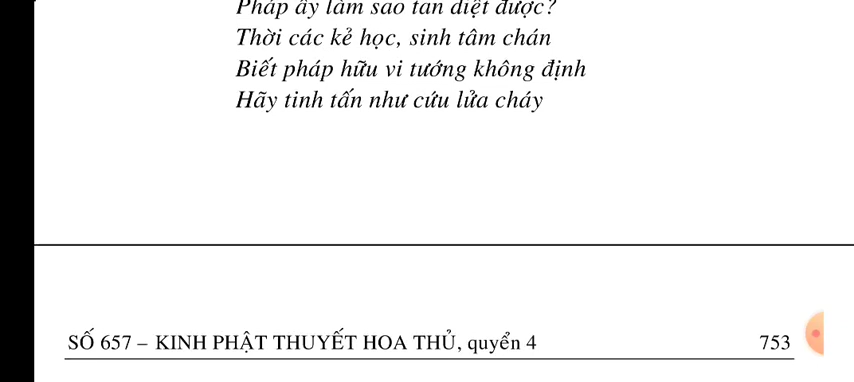 Pháp ấy làm sao tan diệt được?
Thời các kẻ học, sinh tâm chán
Biết pháp hữu vi tướng không định
Hãy tinh tấn như cứu lửa cháy
SỐ 657 – KINH PHẬT THUYẾT HOA THỦ, quyển 4 753